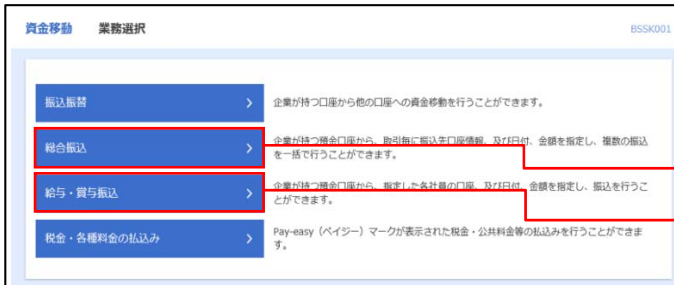 資金移動 業務選択 BSSK001
振込振替 企業が持つ口座から他の口座への資金移動を行うことができます。
総合振込 企業が持つ預金口座から、取引毎に振込先口座情報、及び日付、金額を指定し、複数の振込
を一括で行うことができます。
給与・賞与振込 企業が持つ預金口座から、指定した各社員の口座、及び日付、金額を指定し、振込を行うこ
とができます。
税金・各種料金の払込み Pay-easy（ペイジー）マークが表示された税金・公共料金等の払込みを行うことができま
す。